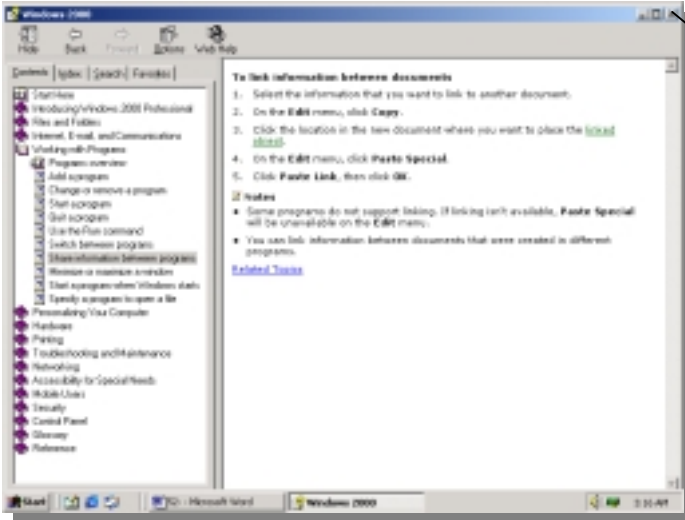 Windows 2000
Hide Back Forward Options Web Help
Contents Index Search Favorites
Start Here
Introducing Windows 2000 Professional
Files and Folders
Internet, E-mail, and Communications
Working with Programs
Programs overview
Add a program
Change or remove a program
Start a program
Quit a program
Use the Run command
Switch between programs
Share information between programs
Minimize or maximize a window
Start a program when Windows starts
Specify a program to open a file
Personalizing Your Computer
Hardware
Printing
Troubleshooting and Maintenance
Networking
Accessibility for Special Needs
Mobile Users
Security
Control Panel
Glossary
Reference
To link information between documents
1. Select the information that you want to link to another document.
2. On the Edit menu, click Copy.
3. Click the location in the new document where you want to place the linked
object.
4. On the Edit menu, click Paste Special.
5. Click Paste Link, then click OK.
Notes
• Some programs do not support linking. If linking isn't available, Paste Special
will be unavailable on the Edit menu.
• You can link information between documents that were created in different
programs.
Related Topics
Start - Microsoft Word Windows 2000 AM